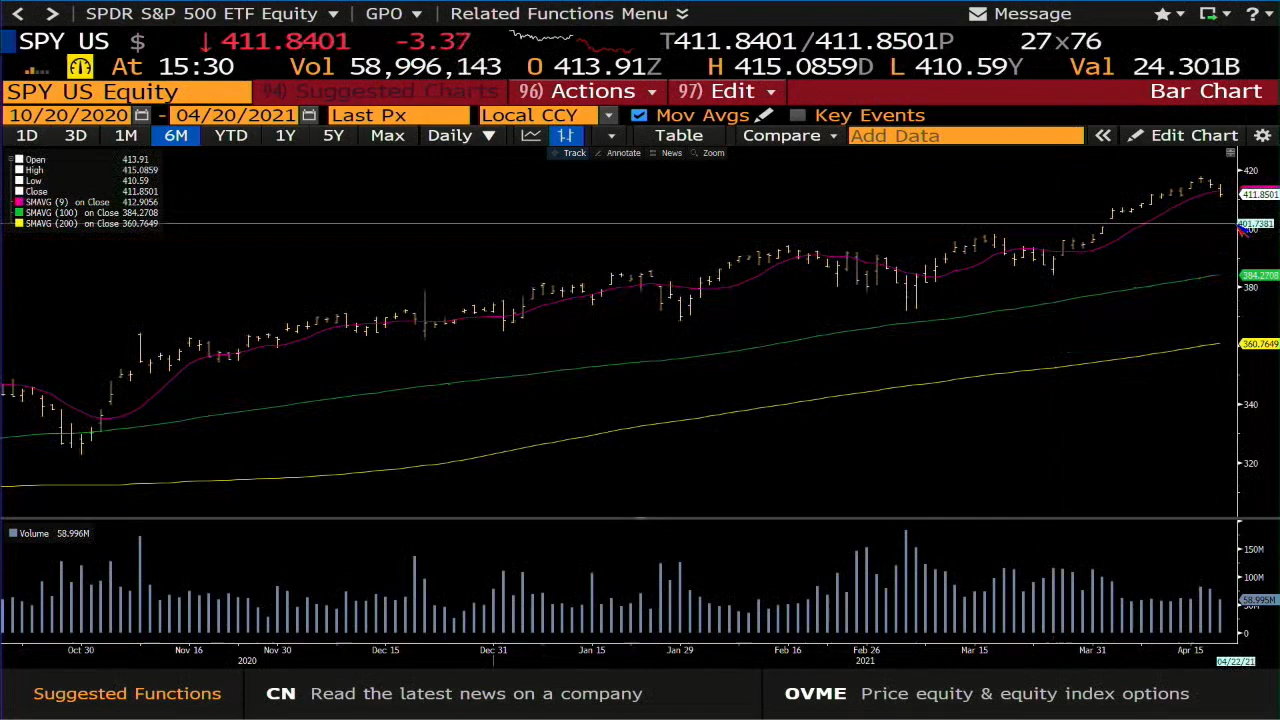 SPDR S&P 500 ETF Equity GPO Related Functions Menu Message ?
SPY US $ ↓ 411.8401 -3.37 T411.8401/411.8501P 27×76
At 15:30 Vol 58,996,143 O 413.91Z H 415.0859D L 410.59Y Val 24.301B
SPY US Equity 94) Suggested Charts 96) Actions 97) Edit Bar Chart
10/20/2020 - 04/20/2021 Last Px Local CCY Mov Avgs Key Events
1D 3D 1M 6M YTD 1Y 5Y Max Daily ▼ Table Compare Add Data « Edit Chart
Track Annotate News Zoom
Open 413.91
High 415.0859
Low 410.59
Close 411.8501
SMAVG (9) on Close 412.9056
SMAVG (100) on Close 384.2708
SMAVG (200) on Close 360.7649
420
411.8501
401.7381
384.2708
380
360.7649
340
320
Volume 58.996M
150M
100M
58.995M
0
Oct 30 Nov 16 Nov 30 Dec 15 Dec 31 Jan 15 Jan 29 Feb 16 Feb 26 Mar 15 Mar 31 Apr 15
2020 2021 04/22/21
Suggested Functions CN Read the latest news on a company OVME Price equity & equity index options